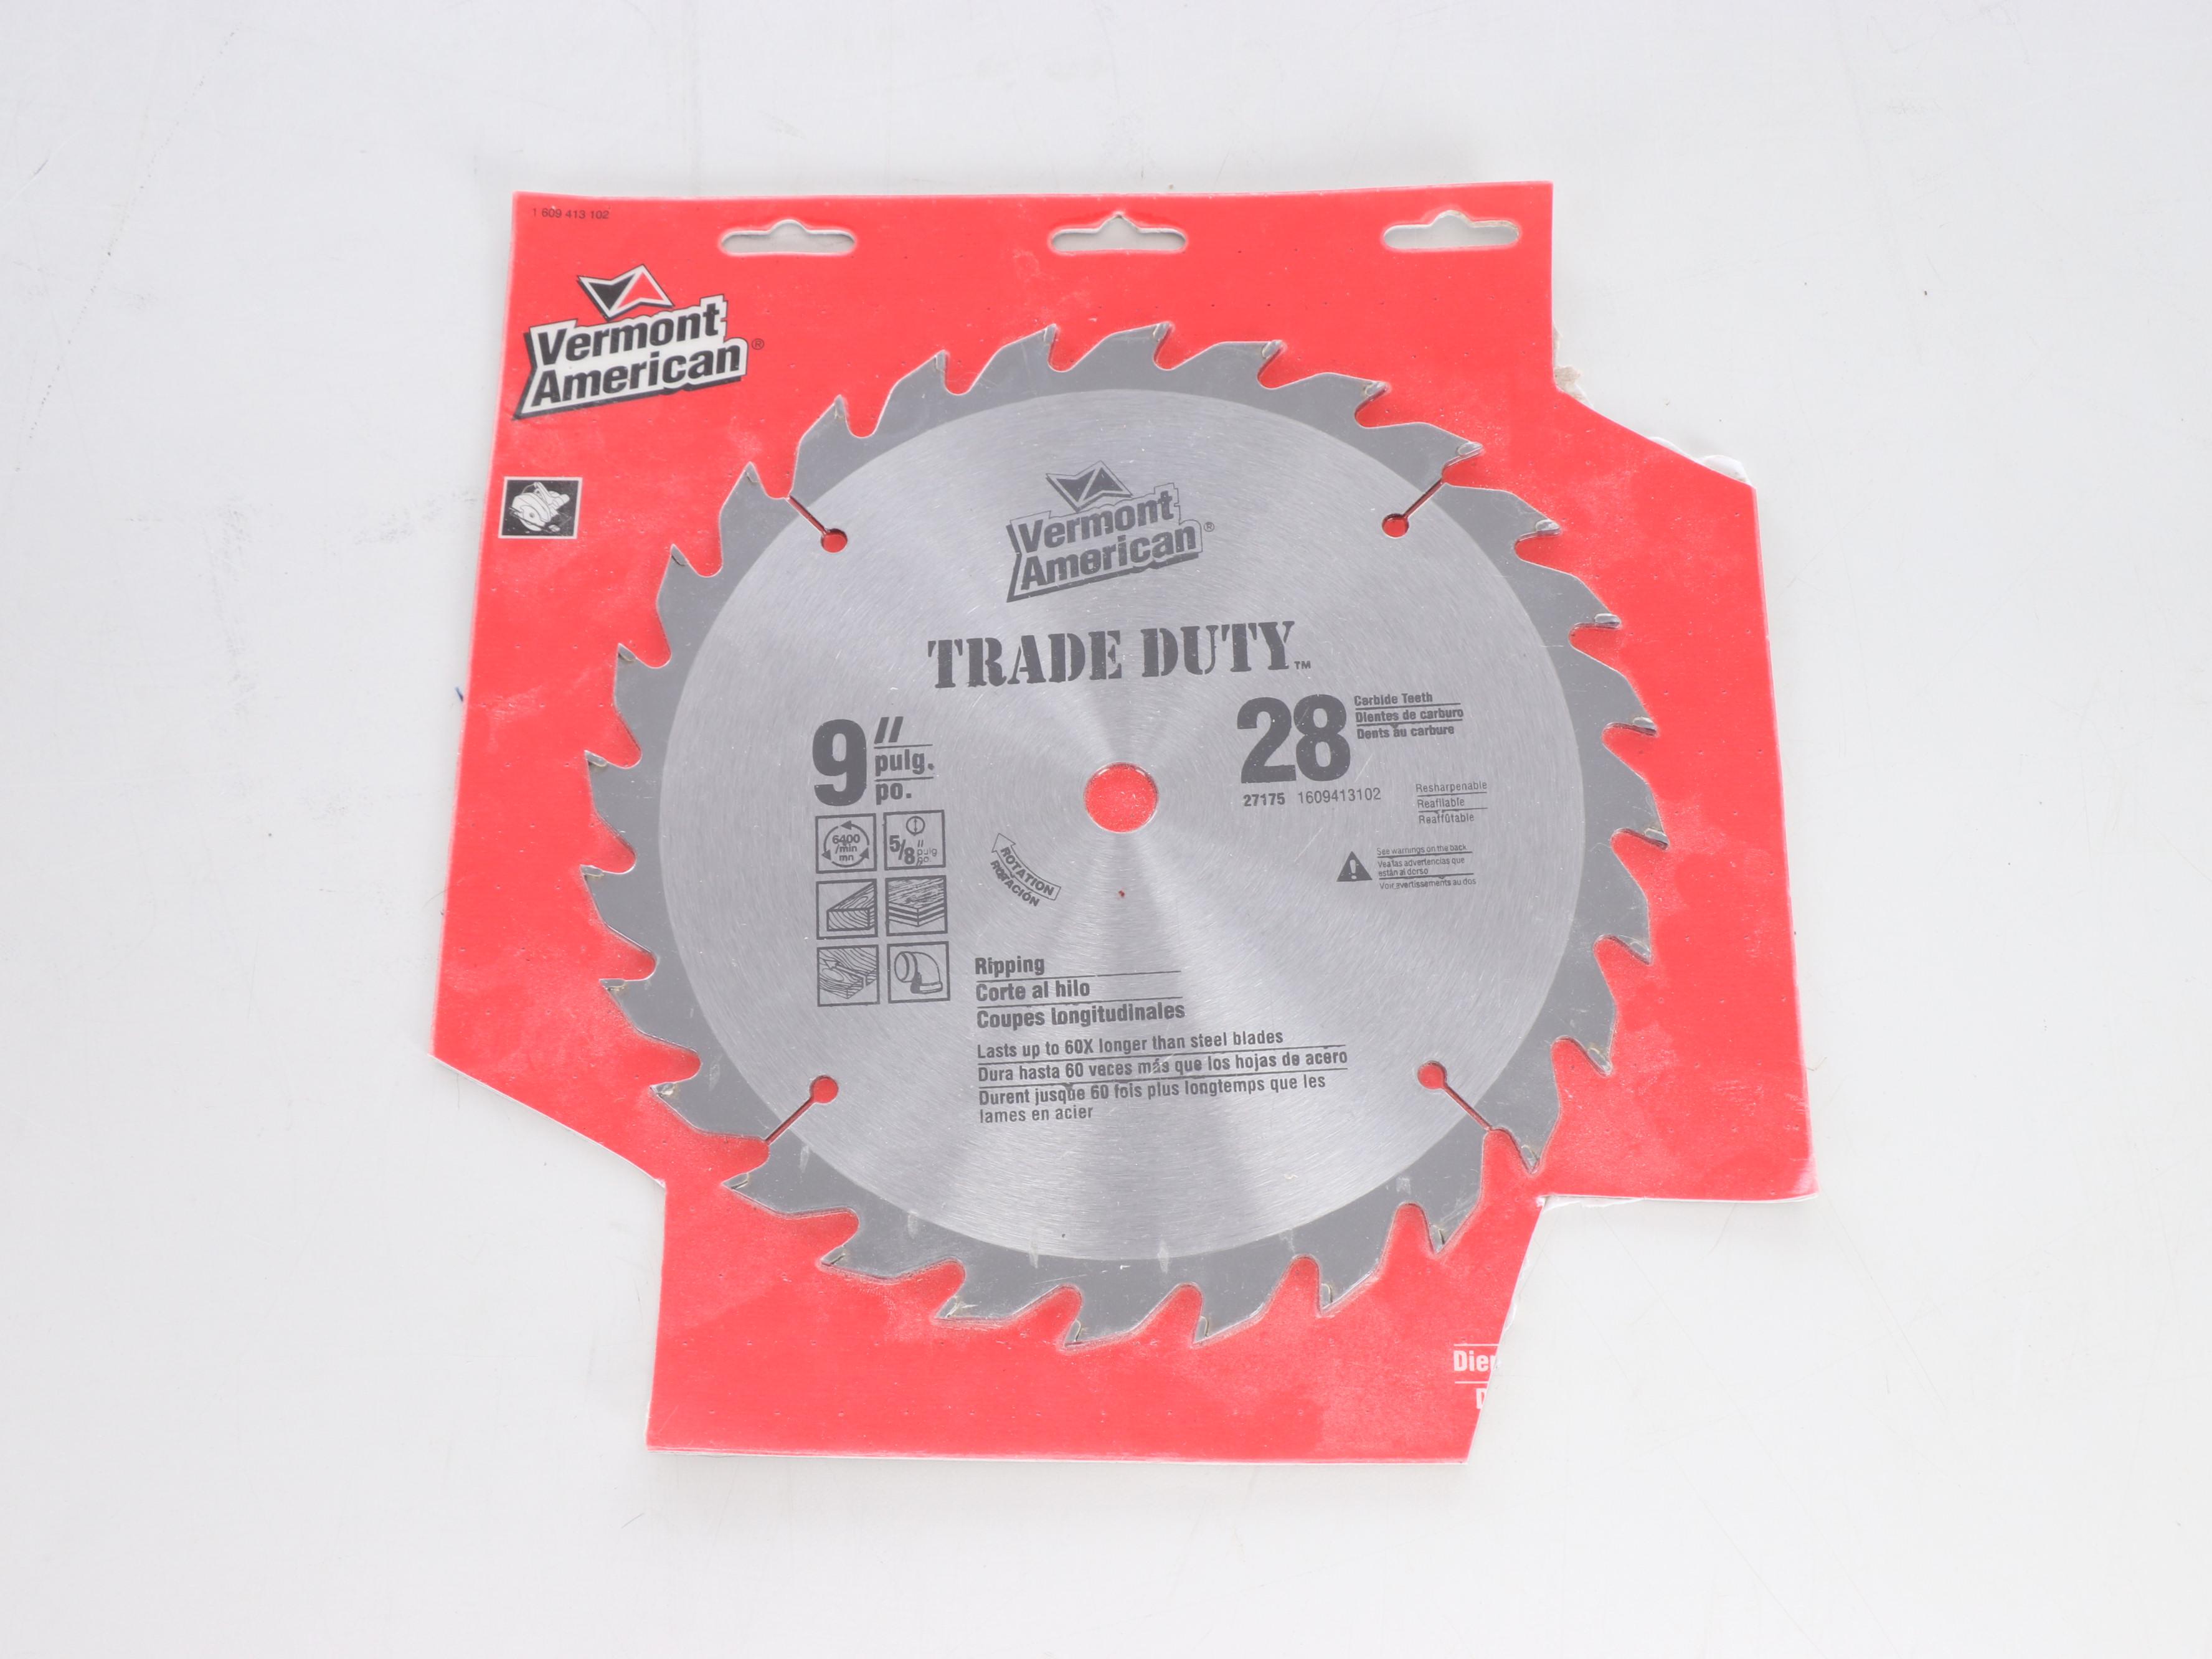 1 609 413 102
Vermont
American®
Vermont
American®
TRADE DUTY™
9"
pulg.
po.
28
Carbide Teeth
Dientes de carburo
Dents au carbure
27175 1609413102
Resharpenable
Reafilable
Reaffûtable
6400
/min
mn
5/8"
pulg
po
ROTATION
ROTACIÓN
See warnings on the back
Vea las advertencias que
están al dorso
Voir avertissements au dos
Ripping
Corte al hilo
Coupes longitudinales
Lasts up to 60X longer than steel blades
Dura hasta 60 veces más que los hojas de acero
Durent jusque 60 fois plus longtemps que les
lames en acier
Dien
D